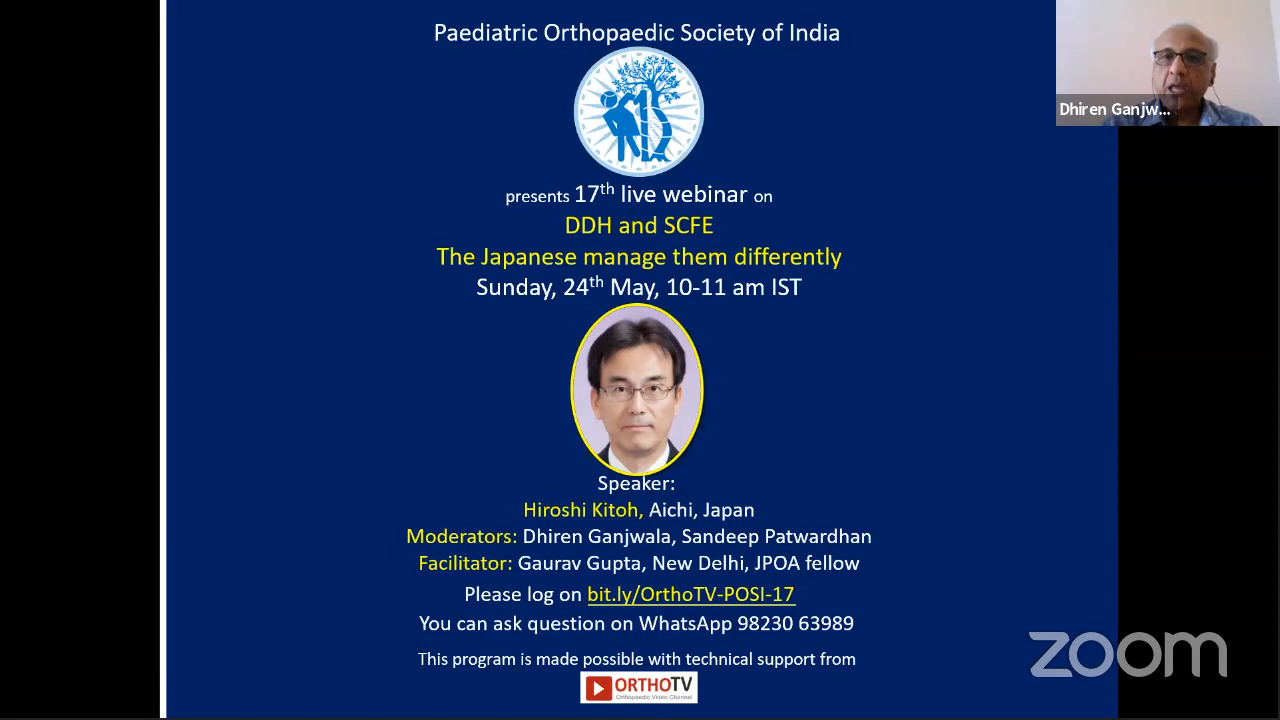 Paediatric Orthopaedic Society of India
presents 17th live webinar on
DDH and SCFE
The Japanese manage them differently
Sunday, 24th May, 10-11 am IST
Speaker:
Hiroshi Kitoh, Aichi, Japan
Moderators: Dhiren Ganjwala, Sandeep Patwardhan
Facilitator: Gaurav Gupta, New Delhi, JPOA fellow
Please log on bit.ly/OrthoTV-POSI-17
You can ask question on WhatsApp 98230 63989
This program is made possible with technical support from
ORTHOTV
Orthopaedic Video Channel
Dhiren Ganjw...
zoom